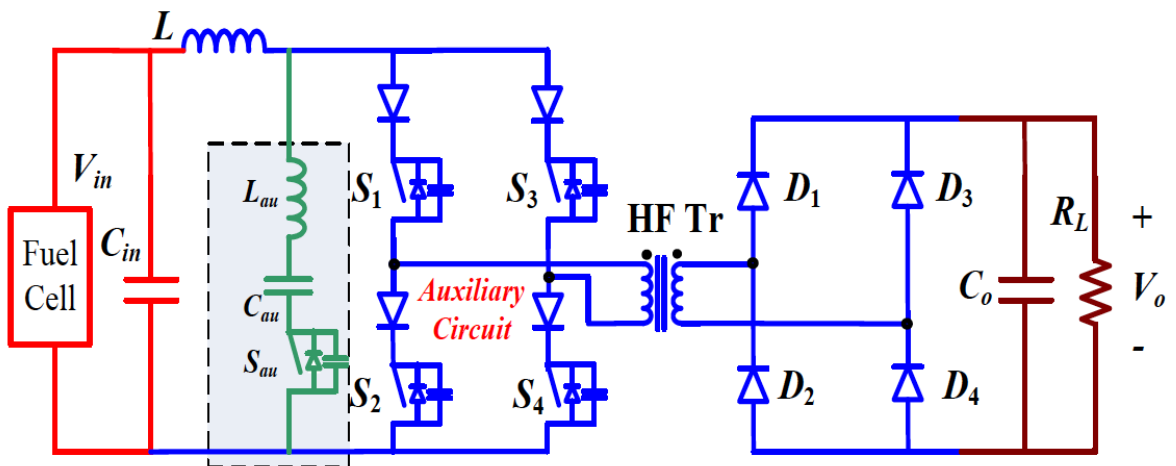 L
V_in
Fuel
Cell
C_in
L_au
C_au
S_au
S_1
S_2
S_3
S_4
Auxiliary
Circuit
HF Tr
D_1
D_2
D_3
D_4
C_o
R_L
+
V_o
-